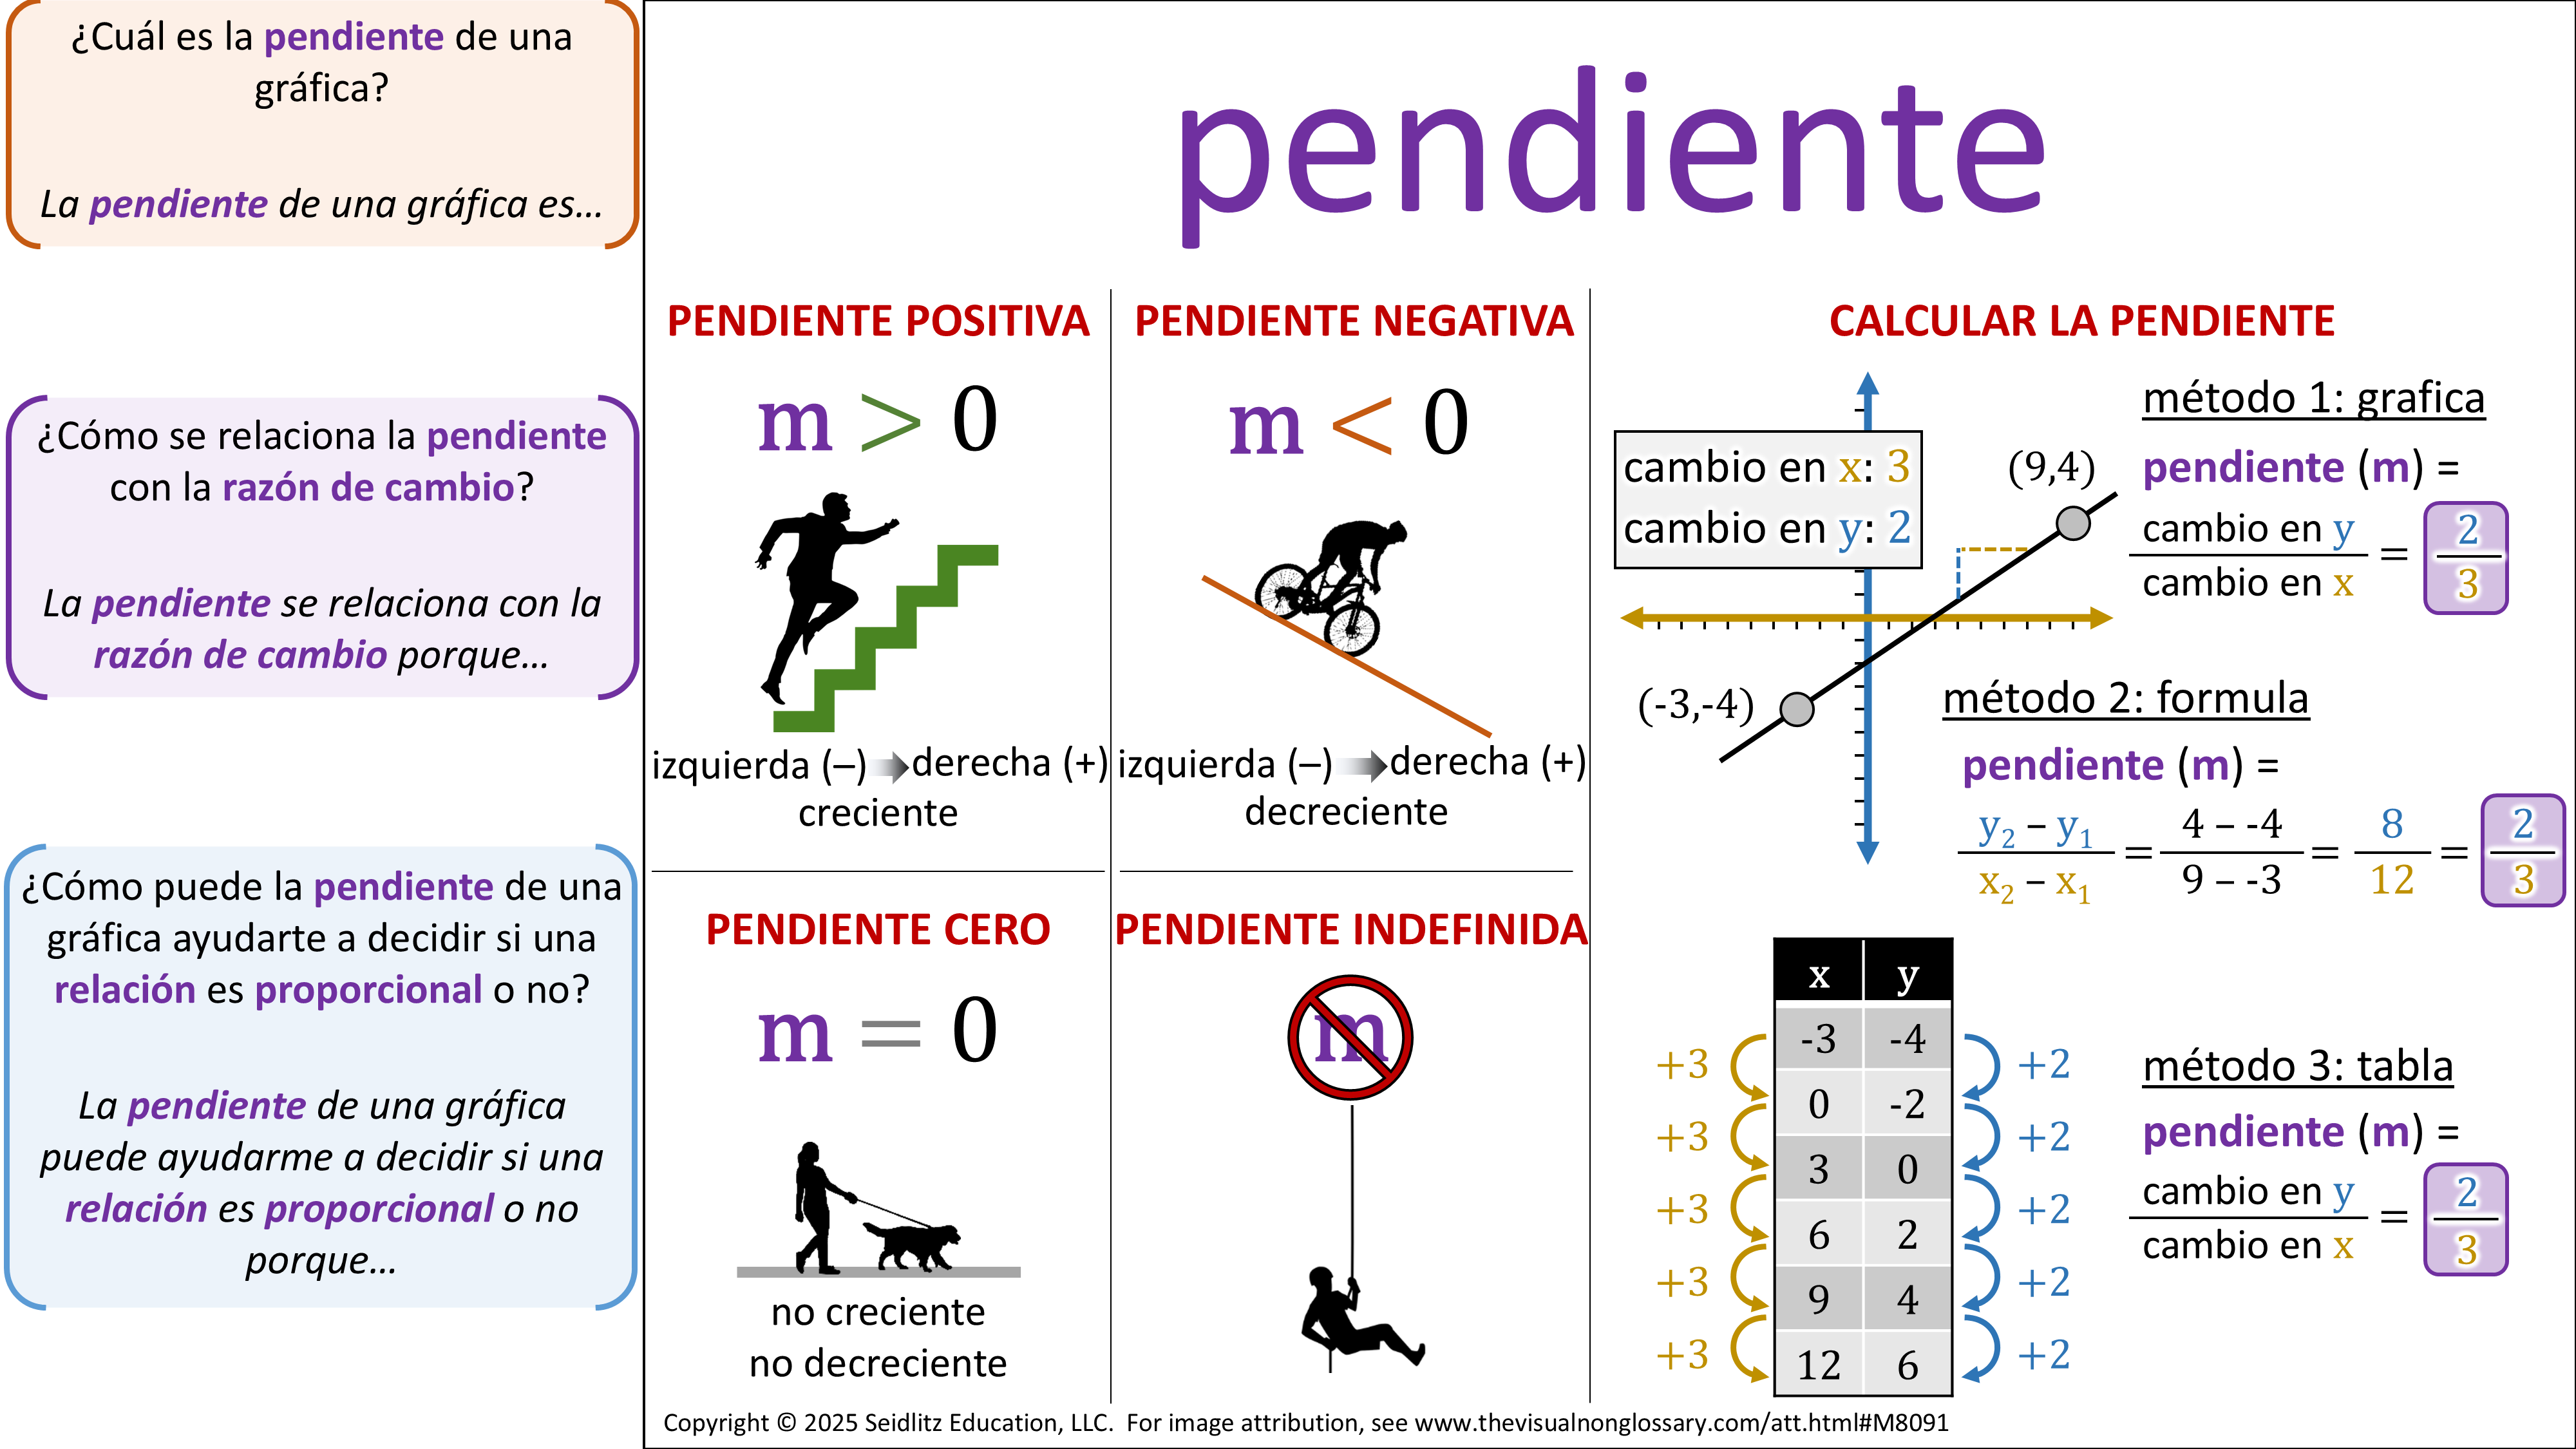 ¿Cuál es la pendiente de una
gráfica?
La pendiente de una gráfica es...
¿Cómo se relaciona la pendiente
con la razón de cambio?
La pendiente se relaciona con la
razón de cambio porque...
¿Cómo puede la pendiente de una
gráfica ayudarte a decidir si una
relación es proporcional o no?
La pendiente de una gráfica
puede ayudarme a decidir si una
relación es proporcional o no
porque...
pendiente
PENDIENTE POSITIVA
m > 0
izquierda (–) derecha (+)
creciente
PENDIENTE NEGATIVA
m < 0
izquierda (–) derecha (+)
decreciente
PENDIENTE CERO
m = 0
no creciente
no decreciente
PENDIENTE INDEFINIDA
m
CALCULAR LA PENDIENTE
cambio en x: 3
cambio en y: 2
(9,4)
(-3,-4)
método 1: grafica
pendiente (m) =
cambio en y
cambio en x
=
2
3
método 2: formula
pendiente (m) =
y₂ – y₁
x₂ – x₁
=
4 – -4
9 – -3
=
8
12
=
2
3
x y
-3 -4
0 -2
3 0
6 2
9 4
12 6
+3 +2
+3 +2
+3 +2
+3 +2
+3 +2
método 3: tabla
pendiente (m) =
cambio en y
cambio en x
=
2
3
Copyright © 2025 Seidlitz Education, LLC. For image attribution, see www.thevisualnonglossary.com/att.html#M8091